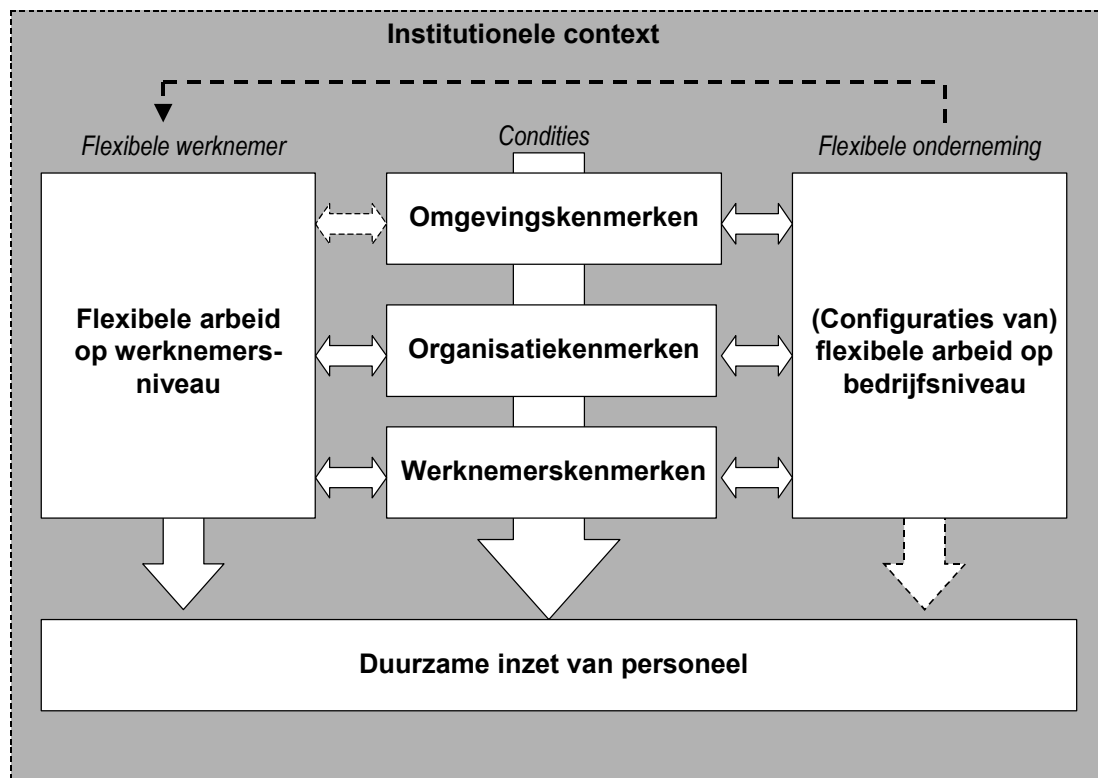 Institutionele context
Flexibele werknemer
Condities
Flexibele onderneming
Omgevingskenmerken
Flexibele arbeid
op werknemers-
niveau
Organisatiekenmerken
(Configuraties van)
flexibele arbeid op
bedrijfsniveau
Werknemerskenmerken
Duurzame inzet van personeel